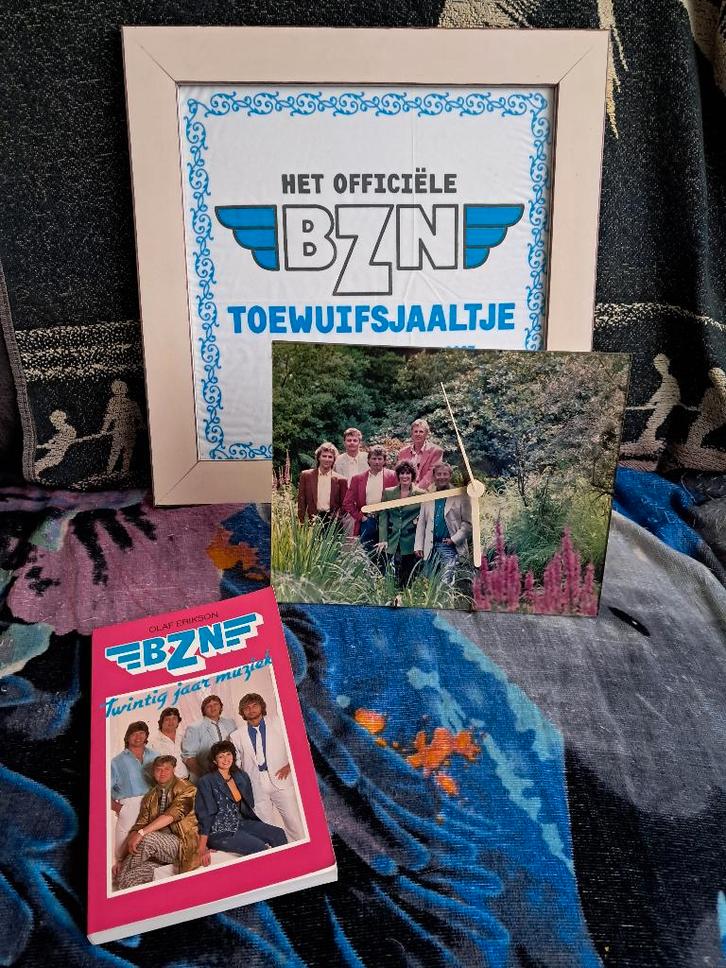 HET OFFICIËLE
BZN
TOEWUIFSJAALTJE
OLAF ERIKSON
BZN
Twintig jaar muziek